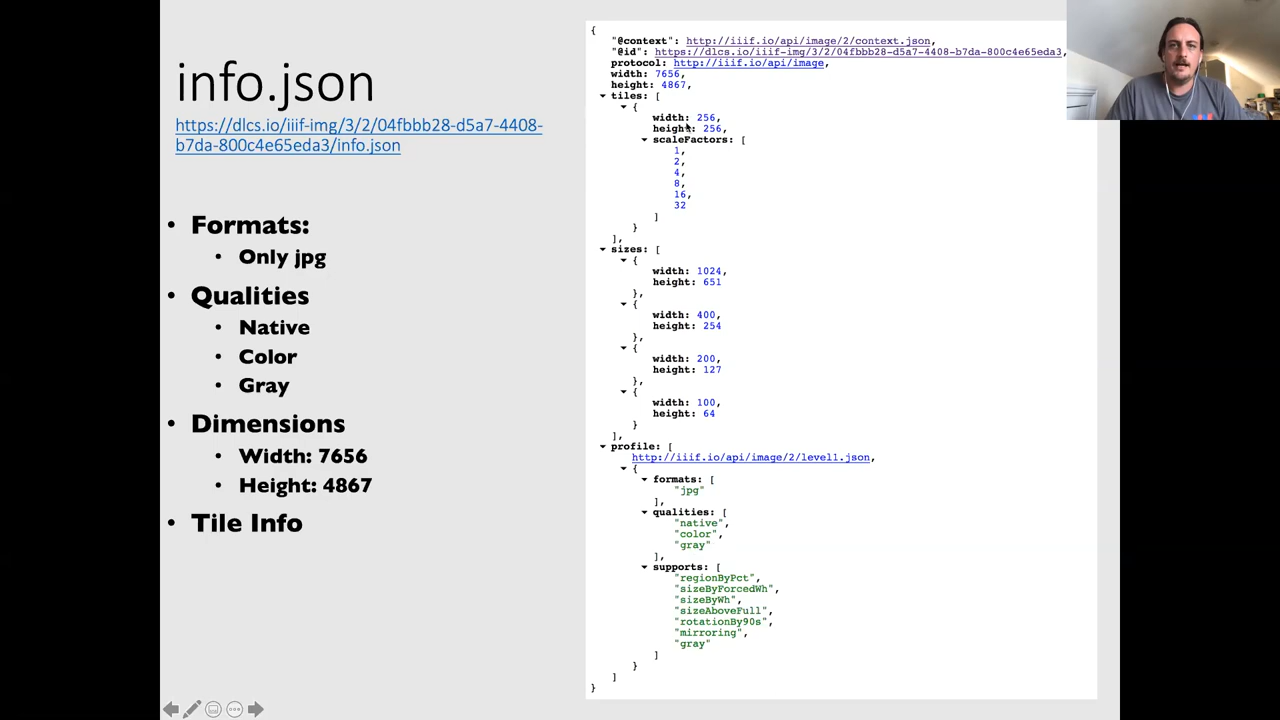 info.json
https://dlcs.io/iiif-img/3/2/04fbbb28-d5a7-4408-
b7da-800c4e65eda3/info.json
• Formats:
• Only jpg
• Qualities
• Native
• Color
• Gray
• Dimensions
• Width: 7656
• Height: 4867
• Tile Info
{
"@context": http://iiif.io/api/image/2/context.json,
"@id": https://dlcs.io/iiif-img/3/2/04fbbb28-d5a7-4408-b7da-800c4e65eda3,
protocol: http://iiif.io/api/image,
width: 7656,
height: 4867,
tiles: [
{
width: 256,
height: 256,
scaleFactors: [
1,
2,
4,
8,
16,
32
]
}
],
sizes: [
{
width: 1024,
height: 651
},
{
width: 400,
height: 254
},
{
width: 200,
height: 127
},
{
width: 100,
height: 64
}
],
profile: [
http://iiif.io/api/image/2/level1.json,
{
formats: [
"jpg"
],
qualities: [
"native",
"color",
"gray"
],
supports: [
"regionByPct",
"sizeByForcedWh",
"sizeByWh",
"sizeAboveFull",
"rotationBy90s",
"mirroring",
"gray"
]
}
]
}